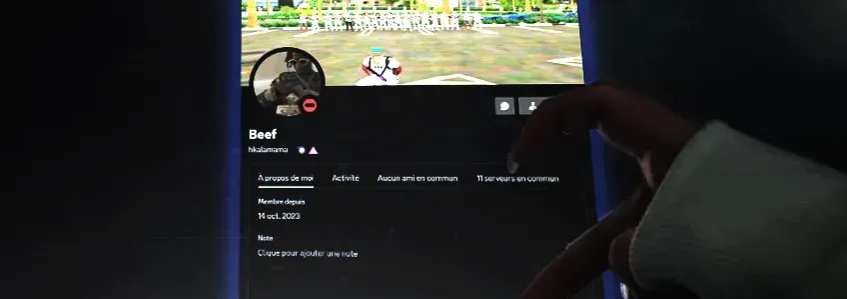 Beef
hkalamama
À propos de moi Activité Aucun ami en commun 11 serveurs en commun
Membre depuis
14 oct. 2023
Note
Clique pour ajouter une note